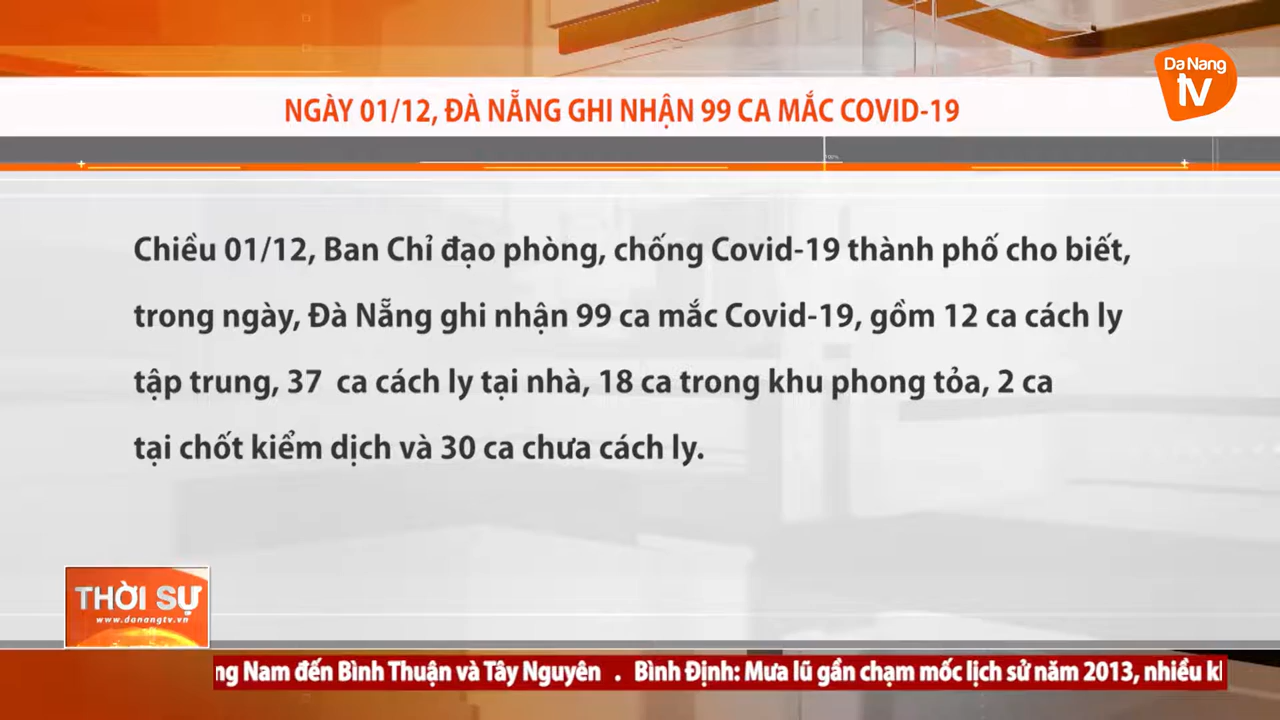 Da Nang
tv
NGÀY 01/12, ĐÀ NẴNG GHI NHẬN 99 CA MẮC COVID-19
100%
Chiều 01/12, Ban Chỉ đạo phòng, chống Covid-19 thành phố cho biết,
trong ngày, Đà Nẵng ghi nhận 99 ca mắc Covid-19, gồm 12 ca cách ly
tập trung, 37 ca cách ly tại nhà, 18 ca trong khu phong tỏa, 2 ca
tại chốt kiểm dịch và 30 ca chưa cách ly.
THỜI SỰ
www.danangtv.vn
ng Nam đến Bình Thuận và Tây Nguyên . Bình Định: Mưa lũ gần chạm mốc lịch sử năm 2013, nhiều